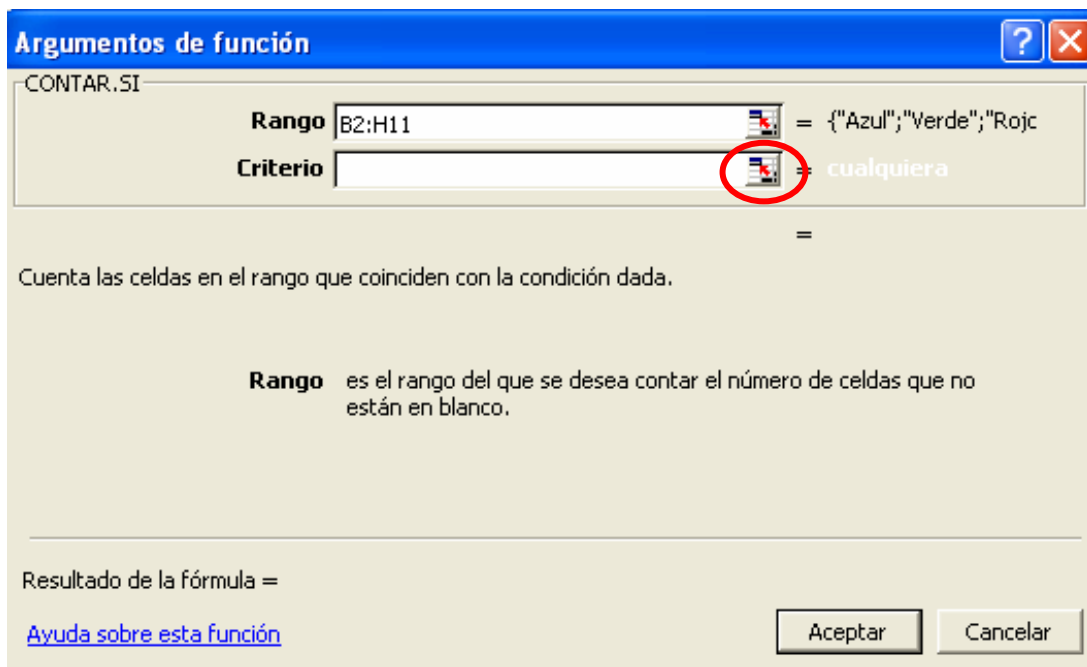 Argumentos de función
CONTAR.SI
Rango B2:H11 = {"Azul";"Verde";"Rojc
Criterio = cualquiera
=
Cuenta las celdas en el rango que coinciden con la condición dada.
Rango es el rango del que se desea contar el número de celdas que no
están en blanco.
Resultado de la fórmula =
Ayuda sobre esta función Aceptar Cancelar